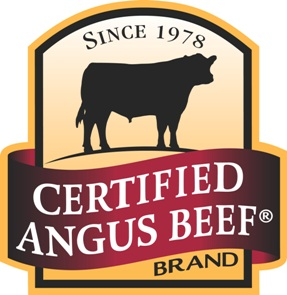 SINCE 1978
CERTIFIED
ANGUS BEEF®
BRAND